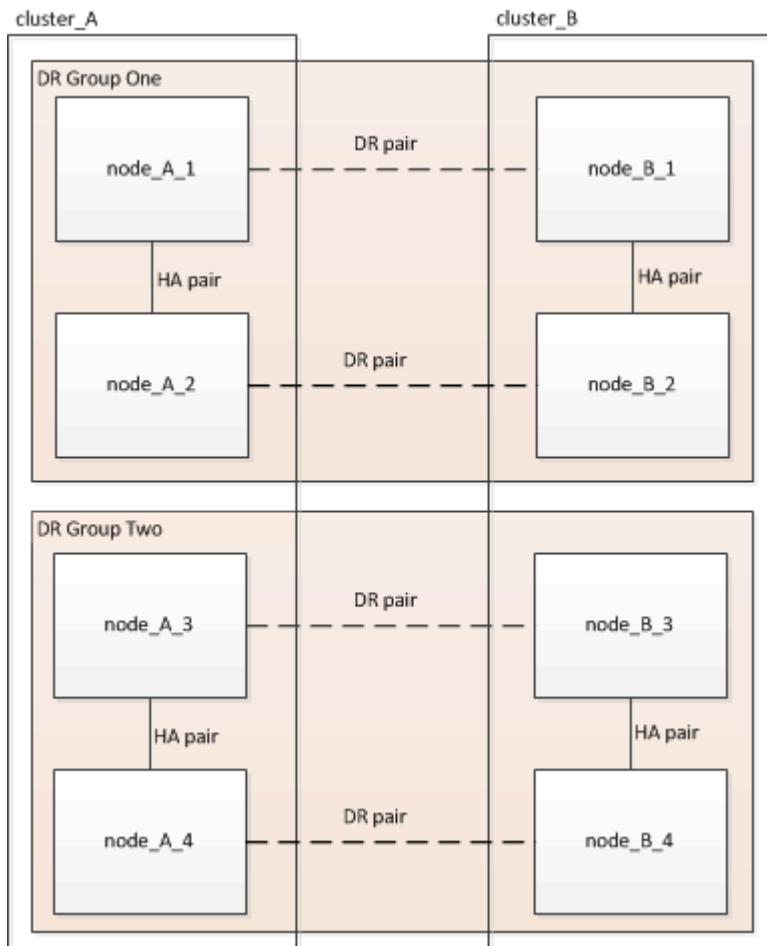 cluster_A
cluster_B
DR Group One
node_A_1
DR pair
node_B_1
HA pair
HA pair
node_A_2
DR pair
node_B_2
DR Group Two
node_A_3
DR pair
node_B_3
HA pair
HA pair
node_A_4
DR pair
node_B_4